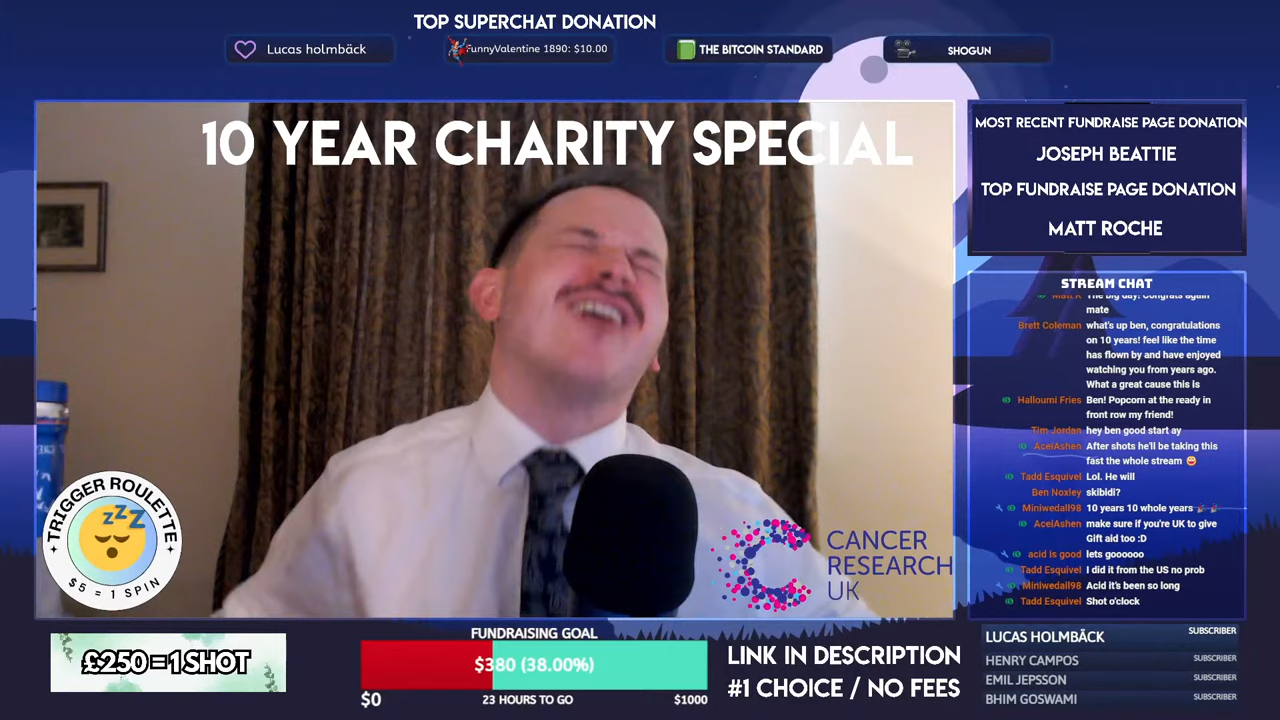 TOP SUPERCHAT DONATION
Lucas holmbäck
FunnyValentine 1890: $10.00
THE BITCOIN STANDARD
SHOGUN
10 YEAR CHARITY SPECIAL
MOST RECENT FUNDRAISE PAGE DONATION
JOSEPH BEATTIE
TOP FUNDRAISE PAGE DONATION
MATT ROCHE
STREAM CHAT
Matt R The big day! Congrats again
mate
Brett Coleman what's up ben, congratulations
on 10 years! feel like the time
has flown by and have enjoyed
watching you from years ago.
What a great cause this is
Halloumi Fries Ben! Popcorn at the ready in
front row my friend!
Tim Jordan hey ben good start ay
AceiAshen After shots he'll be taking this
fast the whole stream 😄
Tadd Esquivel Lol. He will
Ben Noxley skibidi?
Miniwedall98 10 years 10 whole years 🎉🎉
AceiAshen make sure if you're UK to give
Gift aid too :D
acid is good lets goooooo
Tadd Esquivel I did it from the US no prob
Miniwedall98 Acid it's been so long
Tadd Esquivel Shot o'clock
TRIGGER ROULETTE
zzz
$5 = 1 SPIN
CANCER
RESEARCH
UK
£250 = 1 SHOT
FUNDRAISING GOAL
$380 (38.00%)
$0
23 HOURS TO GO
$1000
LINK IN DESCRIPTION
#1 CHOICE / NO FEES
LUCAS HOLMBÄCK SUBSCRIBER
HENRY CAMPOS SUBSCRIBER
EMIL JEPSSON SUBSCRIBER
BHIM GOSWAMI SUBSCRIBER